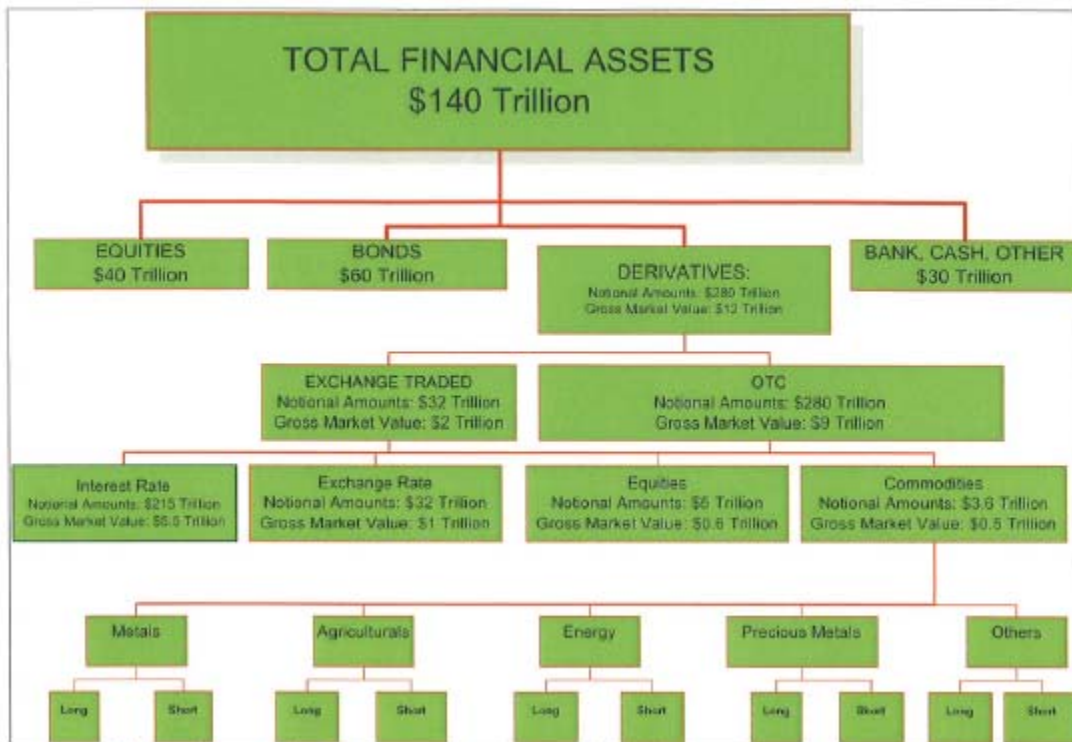 TOTAL FINANCIAL ASSETS
$140 Trillion
EQUITIES
$40 Trillion
BONDS
$60 Trillion
DERIVATIVES:
Notional Amounts: $280 Trillion
Gross Market Value: $12 Trillion
BANK, CASH, OTHER
$30 Trillion
EXCHANGE TRADED
Notional Amounts: $32 Trillion
Gross Market Value: $2 Trillion
OTC
Notional Amounts: $280 Trillion
Gross Market Value: $9 Trillion
Interest Rate
Notional Amounts: $215 Trillion
Gross Market Value: $5.5 Trillion
Exchange Rate
Notional Amounts: $32 Trillion
Gross Market Value: $1 Trillion
Equities
Notional Amounts: $5 Trillion
Gross Market Value: $0.6 Trillion
Commodities
Notional Amounts: $3.6 Trillion
Gross Market Value: $0.5 Trillion
Metals
Agriculturals
Energy
Precious Metals
Others
Long
Short
Long
Short
Long
Short
Long
Short
Long
Short